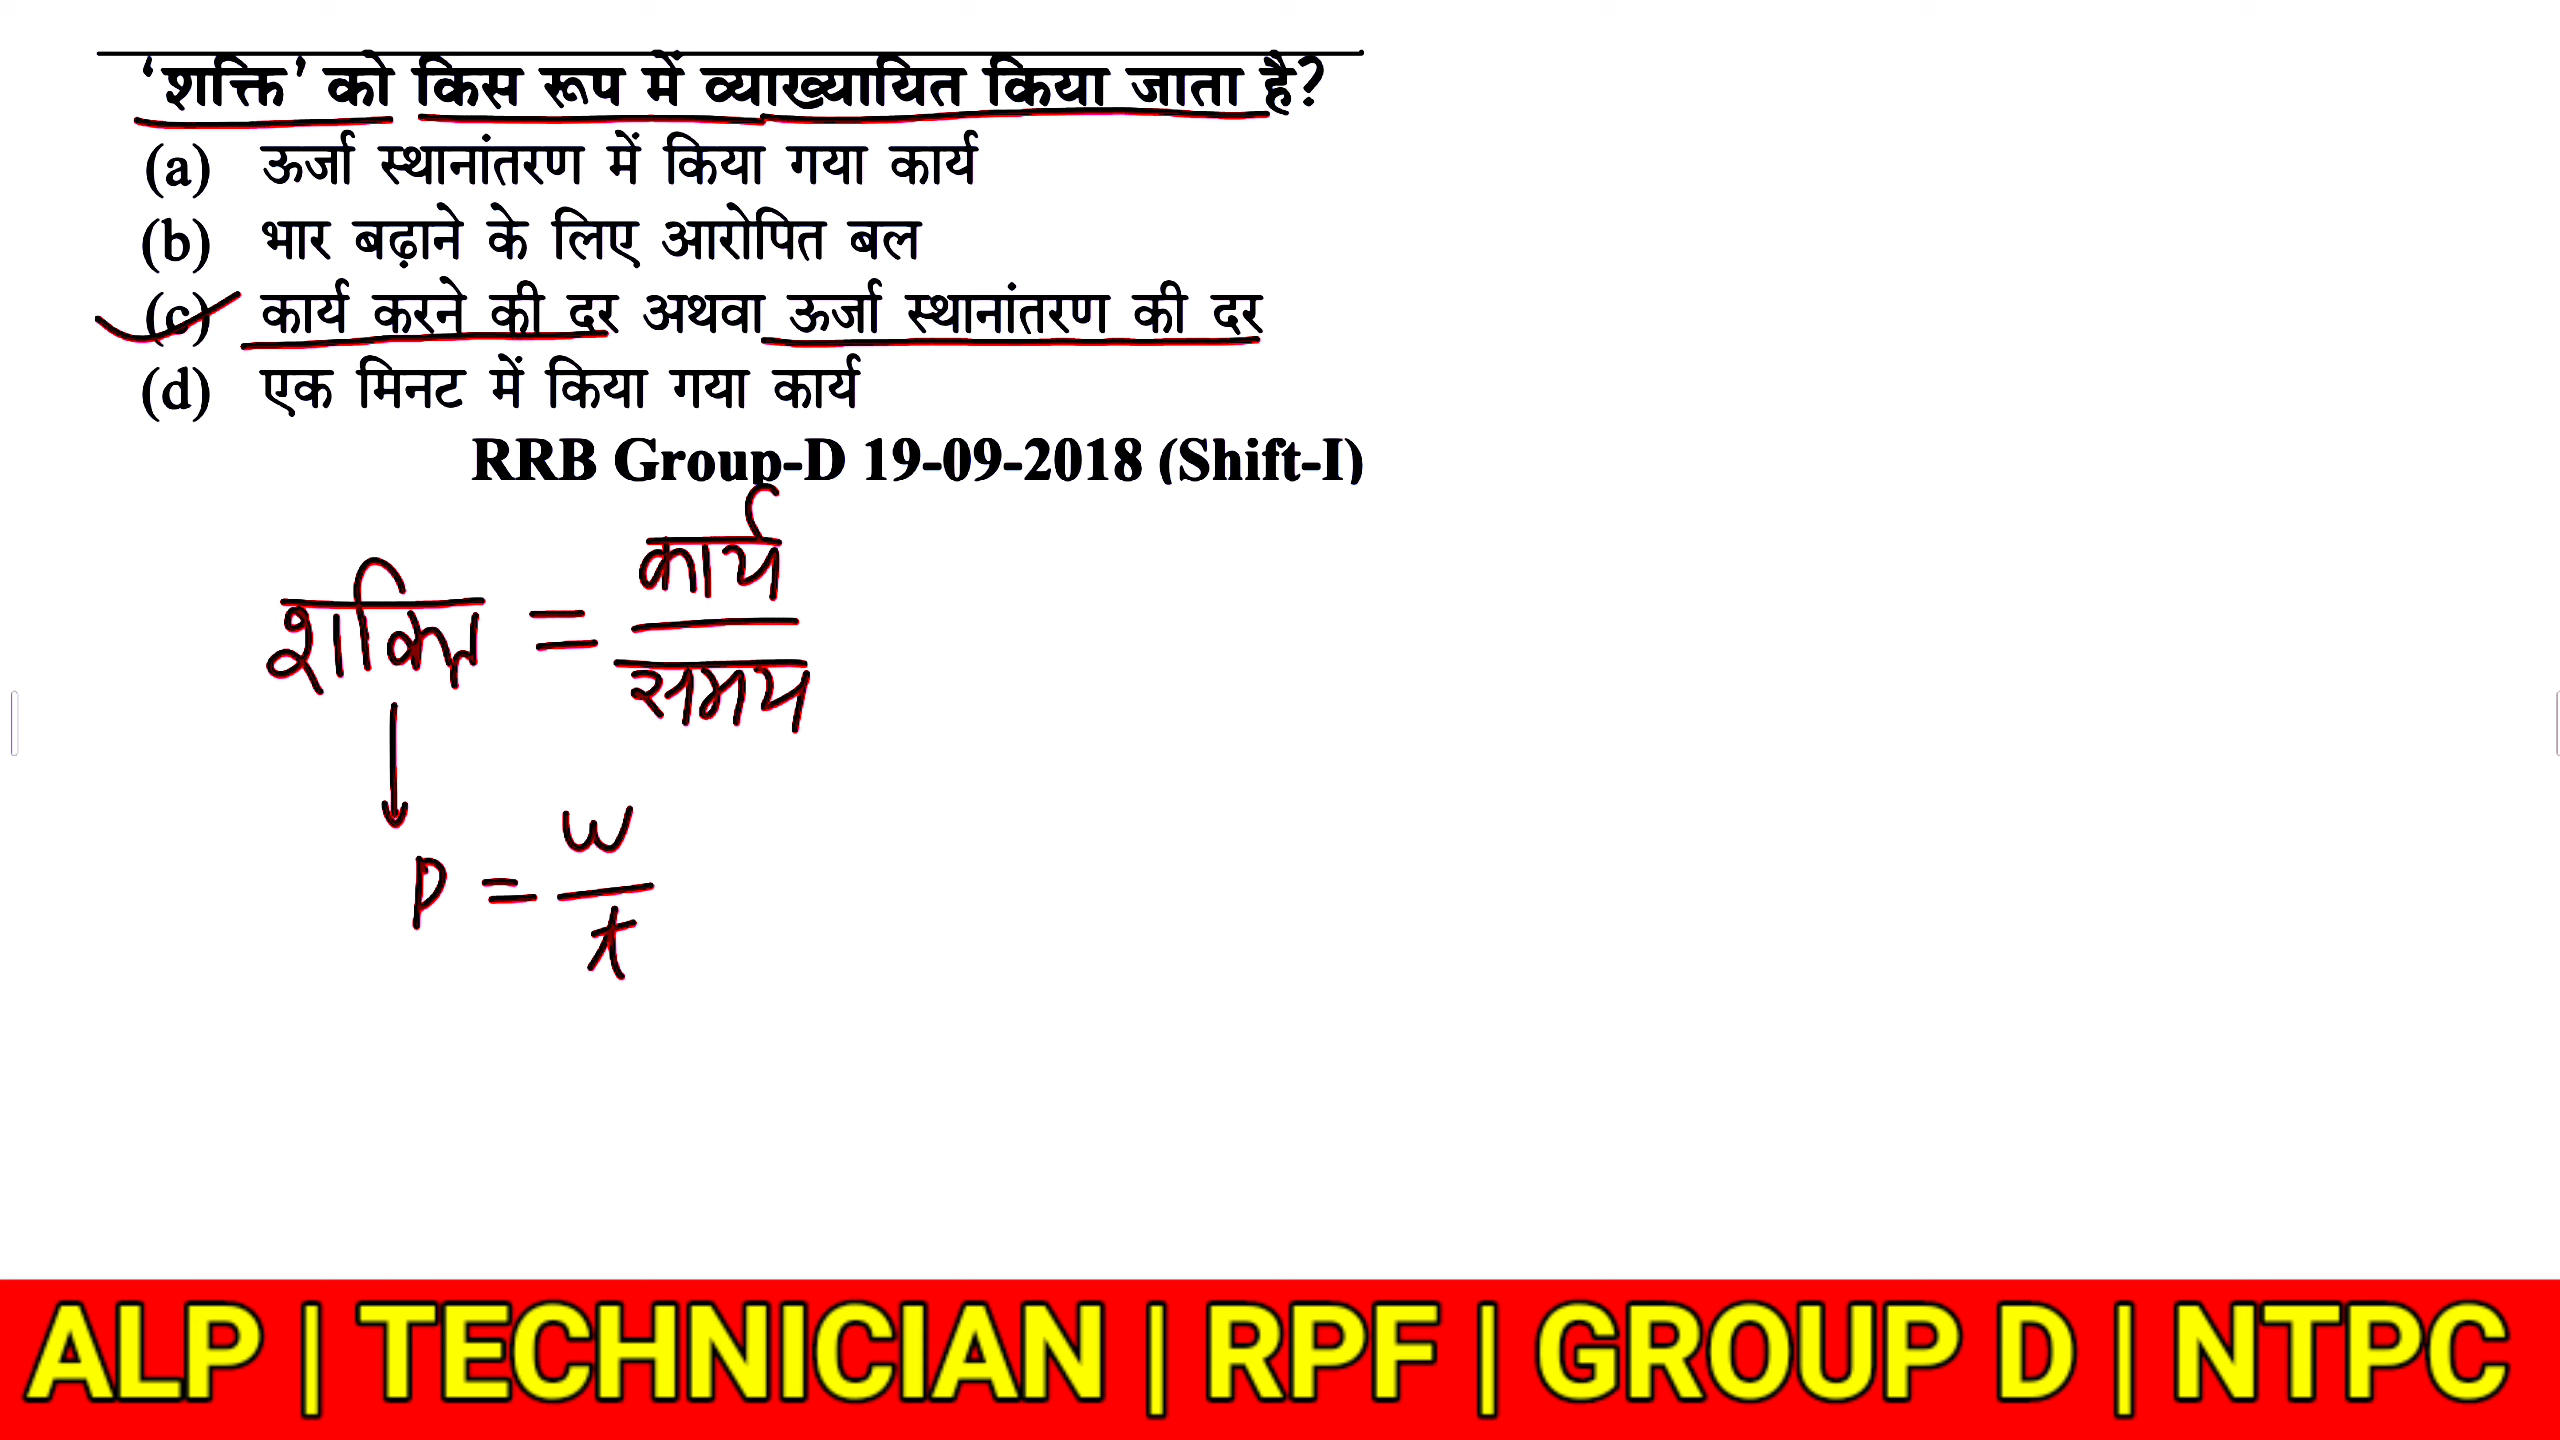 ‘शक्ति’ को किस रूप में व्याख्यायित किया जाता है?
(a) ऊर्जा स्थानांतरण में किया गया कार्य
(b) भार बढ़ाने के लिए आरोपित बल
(c) कार्य करने की दर अथवा ऊर्जा स्थानांतरण की दर
(d) एक मिनट में किया गया कार्य
RRB Group-D 19-09-2018 (Shift-I)
शक्ति = कार्य / समय
P = W / t
ALP | TECHNICIAN | RPF | GROUP D | NTPC